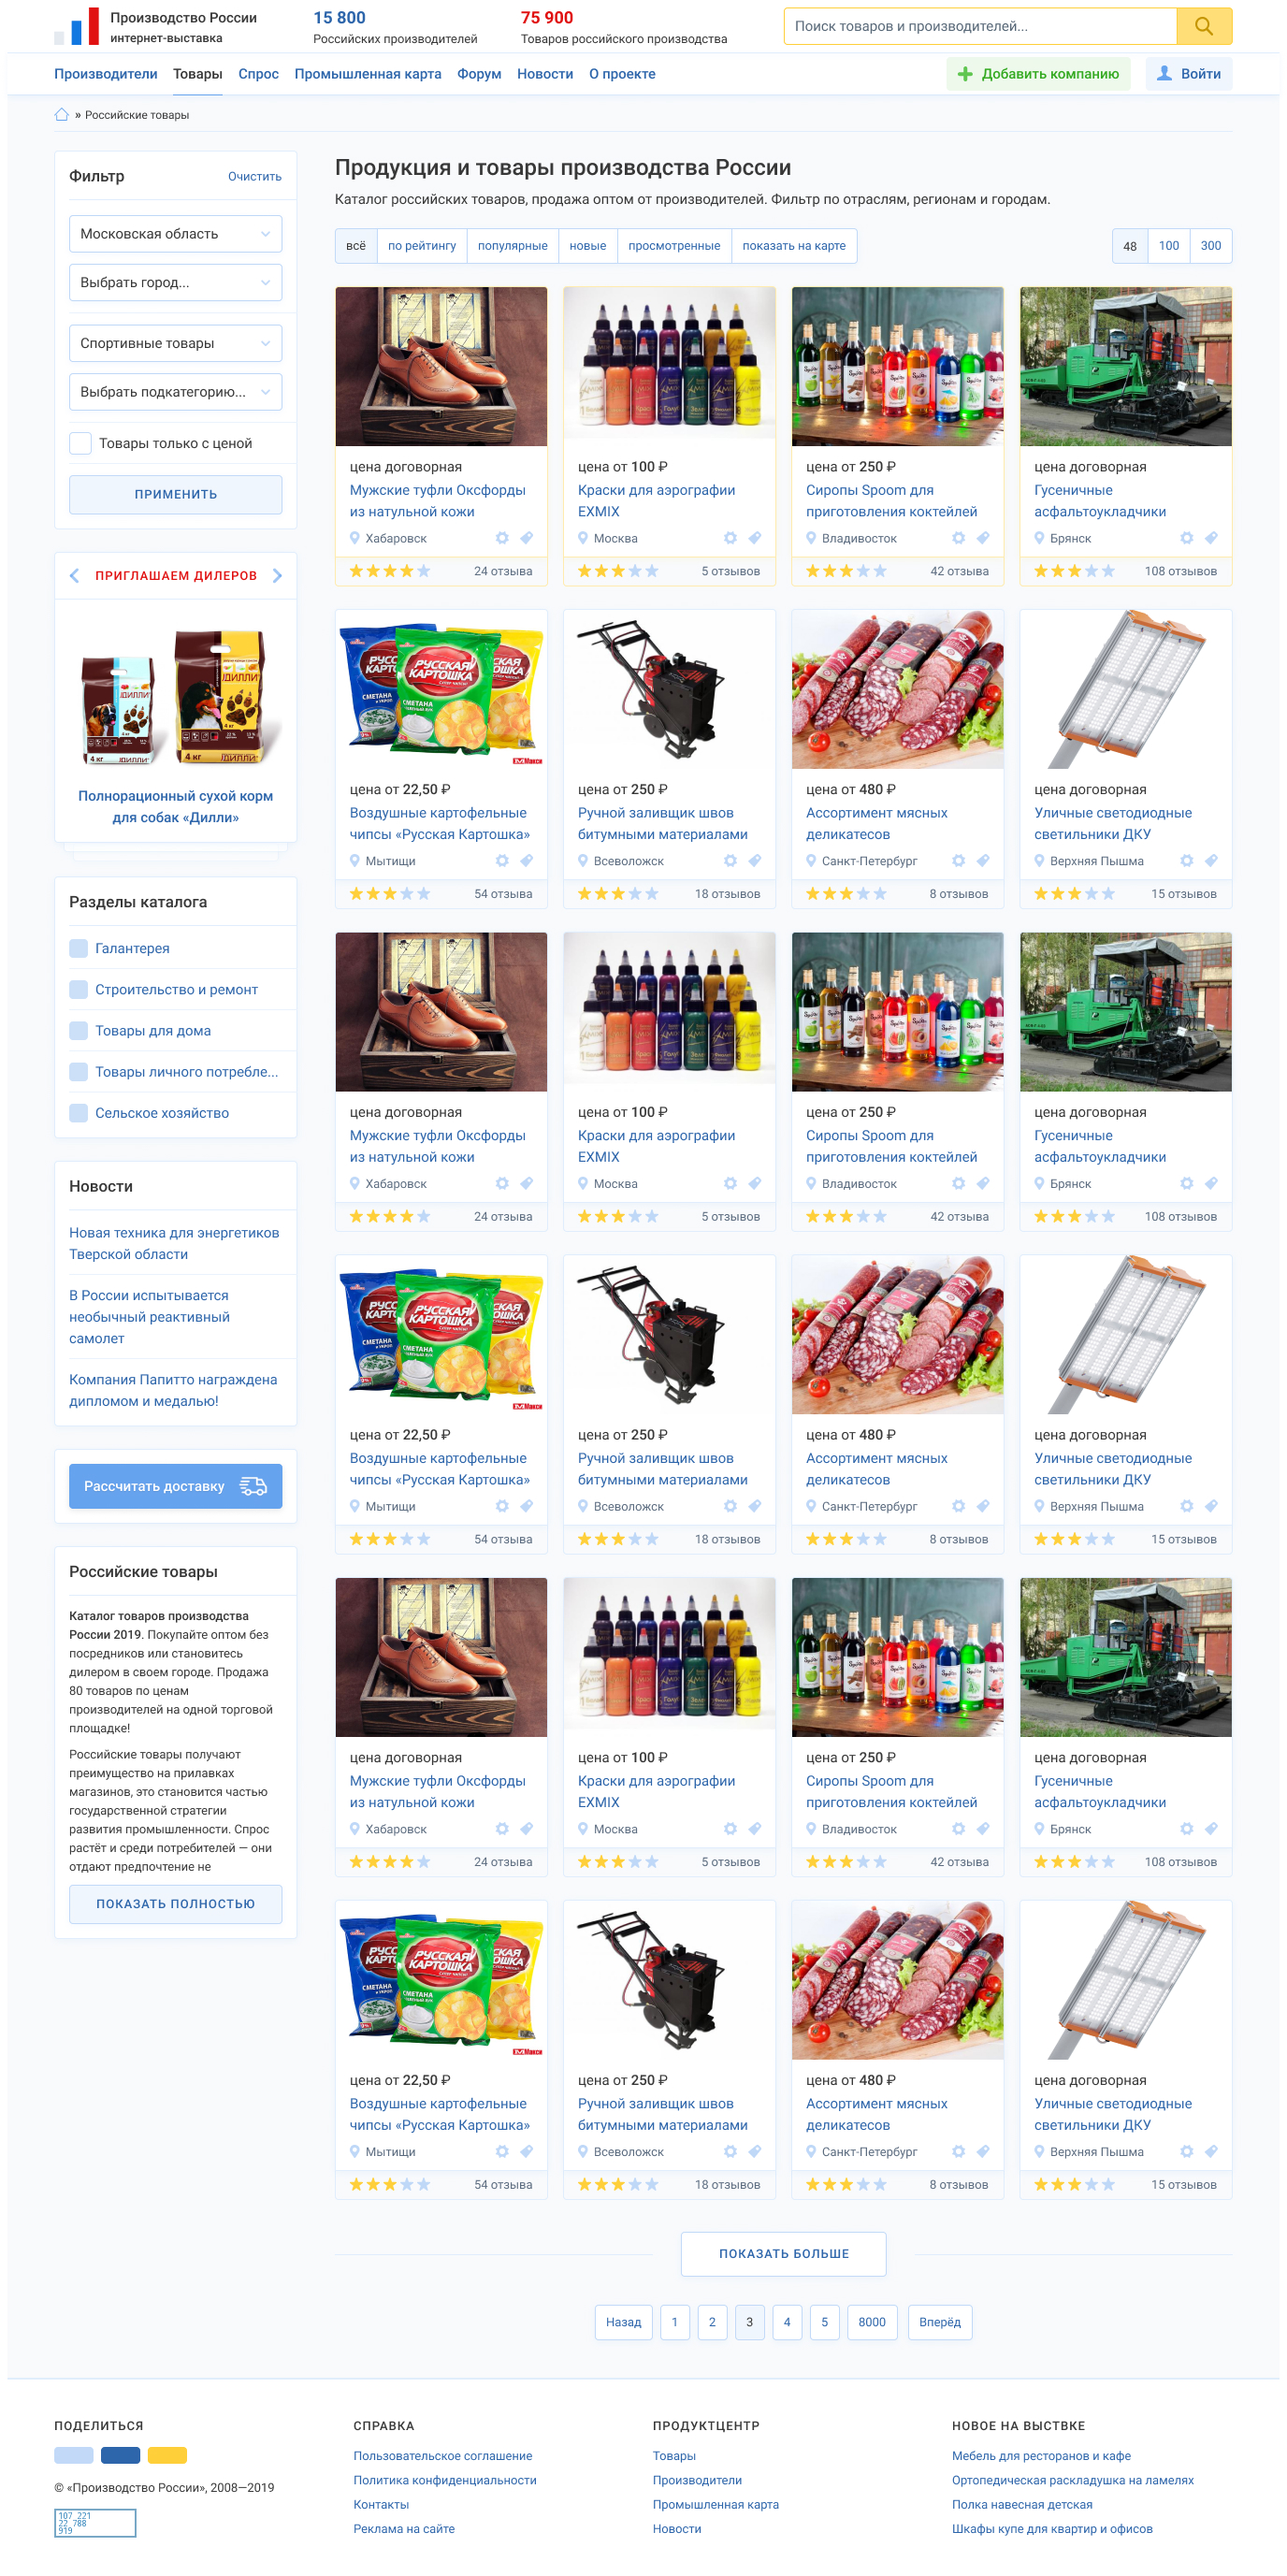 Производство России
интернет-выставка
15 800
Российских производителей
75 900
Товаров российского производства
Поиск товаров и производителей...
Производители Товары Спрос Промышленная карта Форум Новости О проекте
Добавить компанию
Войти
» Российские товары
Фильтр
Очистить
Московская область
Выбрать город...
Спортивные товары
Выбрать подкатегорию...
Товары только с ценой
ПРИМЕНИТЬ
ПРИГЛАШАЕМ ДИЛЕРОВ
ДИЛЛИ
ДИЛЛИ
4 кг
4 кг
Полнорационный сухой корм
для собак «Дилли»
Разделы каталога
Галантерея
Строительство и ремонт
Товары для дома
Товары личного потребле...
Сельское хозяйство
Новости
Новая техника для энергетиков
Тверской области
В России испытывается
необычный реактивный
самолет
Компания Папитто награждена
дипломом и медалью!
Рассчитать доставку
Российские товары
Каталог товаров производства
России 2019. Покупайте оптом без
посредников или становитесь
дилером в своем городе. Продажа
80 товаров по ценам
производителей на одной торговой
площадке!
Российские товары получают
преимущество на прилавках
магазинов, это становится частью
государственной стратегии
развития промышленности. Спрос
растёт и среди потребителей — они
отдают предпочтение не
ПОКАЗАТЬ ПОЛНОСТЬЮ
Продукция и товары производства России
Каталог российских товаров, продажа оптом от производителей. Фильтр по отраслям, регионам и городам.
всё по рейтингу популярные новые просмотренные показать на карте
48 100 300
цена договорная
Мужские туфли Оксфорды
из натульной кожи
Хабаровск
24 отзыва
цена от 100 ₽
Краски для аэрографии
EXMIX
Москва
5 отзывов
цена от 250 ₽
Сиропы Spoom для
приготовления коктейлей
Владивосток
42 отзыва
цена договорная
Гусеничные
асфальтоукладчики
Брянск
108 отзывов
РУССКАЯ
КАРТОШКА
СМЕТАНА
цена от 22,50 ₽
Воздушные картофельные
чипсы «Русская Картошка»
Мытищи
54 отзыва
цена от 250 ₽
Ручной заливщик швов
битумными материалами
Всеволожск
18 отзывов
цена от 480 ₽
Ассортимент мясных
деликатесов
Санкт-Петербург
8 отзывов
цена договорная
Уличные светодиодные
светильники ДКУ
Верхняя Пышма
15 отзывов
цена договорная
Мужские туфли Оксфорды
из натульной кожи
Хабаровск
24 отзыва
цена от 100 ₽
Краски для аэрографии
EXMIX
Москва
5 отзывов
цена от 250 ₽
Сиропы Spoom для
приготовления коктейлей
Владивосток
42 отзыва
цена договорная
Гусеничные
асфальтоукладчики
Брянск
108 отзывов
РУССКАЯ
КАРТОШКА
СМЕТАНА
цена от 22,50 ₽
Воздушные картофельные
чипсы «Русская Картошка»
Мытищи
54 отзыва
цена от 250 ₽
Ручной заливщик швов
битумными материалами
Всеволожск
18 отзывов
цена от 480 ₽
Ассортимент мясных
деликатесов
Санкт-Петербург
8 отзывов
цена договорная
Уличные светодиодные
светильники ДКУ
Верхняя Пышма
15 отзывов
цена договорная
Мужские туфли Оксфорды
из натульной кожи
Хабаровск
24 отзыва
цена от 100 ₽
Краски для аэрографии
EXMIX
Москва
5 отзывов
цена от 250 ₽
Сиропы Spoom для
приготовления коктейлей
Владивосток
42 отзыва
цена договорная
Гусеничные
асфальтоукладчики
Брянск
108 отзывов
РУССКАЯ
КАРТОШКА
СМЕТАНА
цена от 22,50 ₽
Воздушные картофельные
чипсы «Русская Картошка»
Мытищи
54 отзыва
цена от 250 ₽
Ручной заливщик швов
битумными материалами
Всеволожск
18 отзывов
цена от 480 ₽
Ассортимент мясных
деликатесов
Санкт-Петербург
8 отзывов
цена договорная
Уличные светодиодные
светильники ДКУ
Верхняя Пышма
15 отзывов
ПОКАЗАТЬ БОЛЬШЕ
Назад 1 2 3 4 5 8000 Вперёд
ПОДЕЛИТЬСЯ
© «Производство России», 2008—2019
107 221
22 788
919
СПРАВКА
Пользовательское соглашение
Политика конфиденциальности
Контакты
Реклама на сайте
ПРОДУКТЦЕНТР
Товары
Производители
Промышленная карта
Новости
НОВОЕ НА ВЫСТВКЕ
Мебель для ресторанов и кафе
Ортопедическая раскладушка на ламелях
Полка навесная детская
Шкафы купе для квартир и офисов